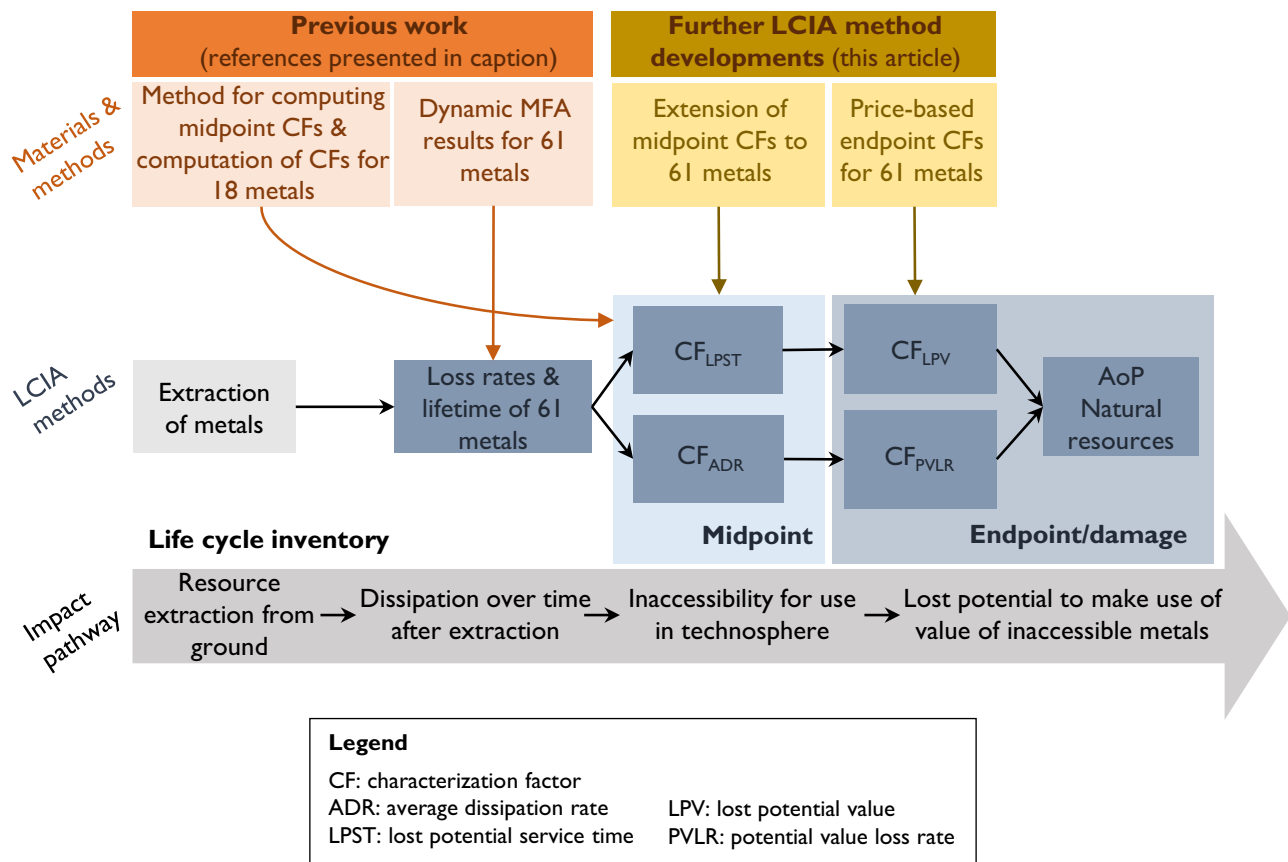 Previous work
(references presented in caption)
Further LCIA method
developments (this article)
Materials &
methods
Method for computing
midpoint CFs &
computation of CFs for
18 metals
Dynamic MFA
results for 61
metals
Extension of
midpoint CFs to
61 metals
Price-based
endpoint CFs
for 61 metals
LCIA
methods
Extraction
of metals
Loss rates &
lifetime of 61
metals
CF_LPST
CF_ADR
CF_LPV
CF_PVLR
AoP
Natural
resources
Life cycle inventory
Midpoint
Endpoint/damage
Impact
pathway
Resource
extraction from
ground
Dissipation over time
after extraction
Inaccessibility for use
in technosphere
Lost potential to make use of
value of inaccessible metals
Legend
CF: characterization factor
ADR: average dissipation rate
LPST: lost potential service time
LPV: lost potential value
PVLR: potential value loss rate